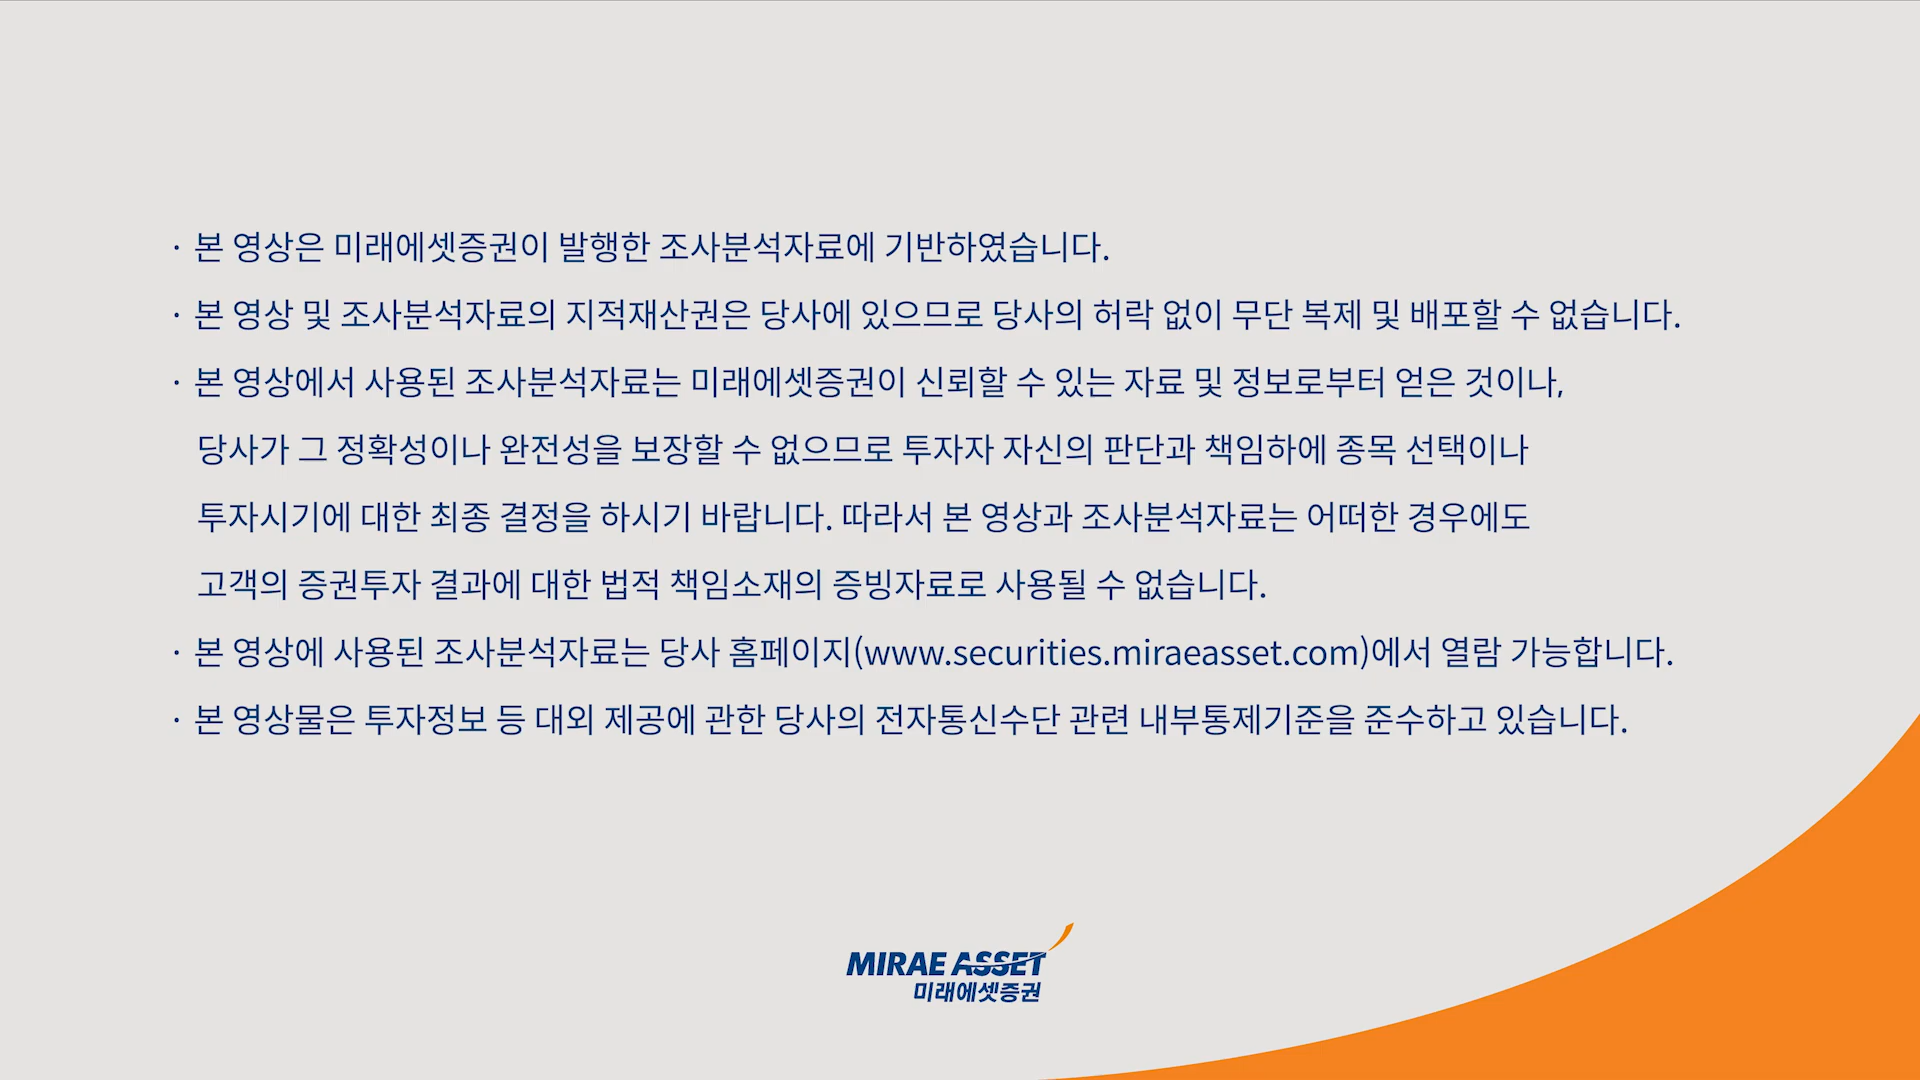 · 본 영상은 미래에셋증권이 발행한 조사분석자료에 기반하였습니다.
· 본 영상 및 조사분석자료의 지적재산권은 당사에 있으므로 당사의 허락 없이 무단 복제 및 배포할 수 없습니다.
· 본 영상에서 사용된 조사분석자료는 미래에셋증권이 신뢰할 수 있는 자료 및 정보로부터 얻은 것이나,
당사가 그 정확성이나 완전성을 보장할 수 없으므로 투자자 자신의 판단과 책임하에 종목 선택이나
투자시기에 대한 최종 결정을 하시기 바랍니다. 따라서 본 영상과 조사분석자료는 어떠한 경우에도
고객의 증권투자 결과에 대한 법적 책임소재의 증빙자료로 사용될 수 없습니다.
· 본 영상에 사용된 조사분석자료는 당사 홈페이지(www.securities.miraeasset.com)에서 열람 가능합니다.
· 본 영상물은 투자정보 등 대외 제공에 관한 당사의 전자통신수단 관련 내부통제기준을 준수하고 있습니다.
MIRAE ASSET
미래에셋증권